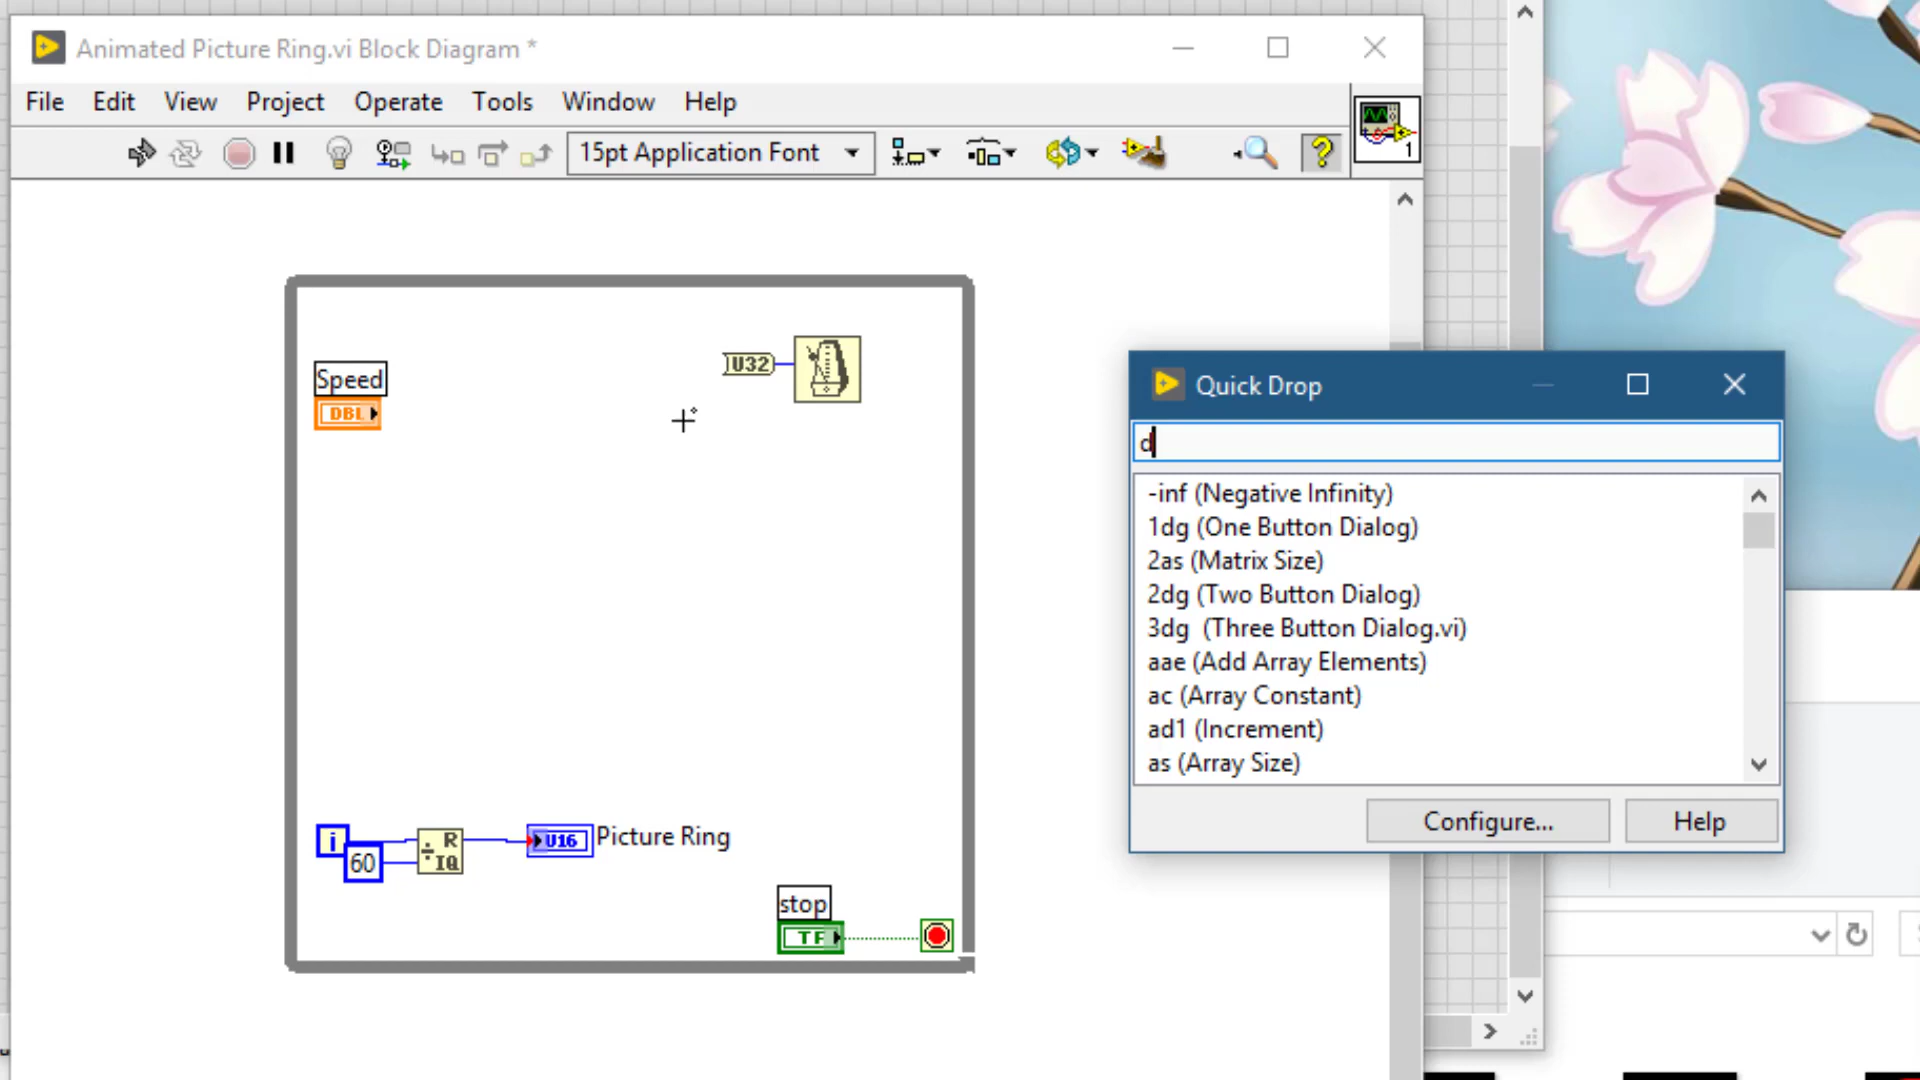 Animated Picture Ring.vi Block Diagram *
File Edit View Project Operate Tools Window Help
15pt Application Font
1
Speed
DBL
U32
i
60
R
IQ
U16
Picture Ring
stop
TF
Quick Drop
d
-inf (Negative Infinity)
1dg (One Button Dialog)
2as (Matrix Size)
2dg (Two Button Dialog)
3dg (Three Button Dialog.vi)
aae (Add Array Elements)
ac (Array Constant)
ad1 (Increment)
as (Array Size)
Configure...
Help